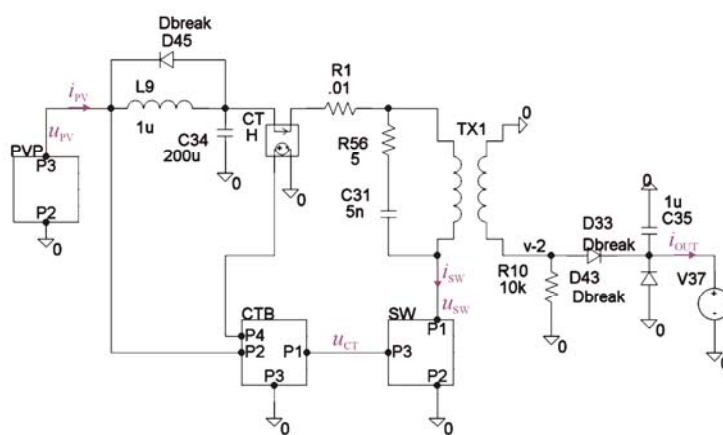 Dbreak
D45
i_PV
L9
1u
u_PV
PVP
P3
P2
0
C34
200u
0
CT
H
0
R1
.01
R56
5
C31
5n
TX1
0
v-2
D33
Dbreak
R10
10k
D43
Dbreak
0
1u
C35
i_OUT
V37
0
0
0
i_SW
u_SW
CTB
P4
P2
P1
P3
0
u_CT
SW
P1
P3
P2
0